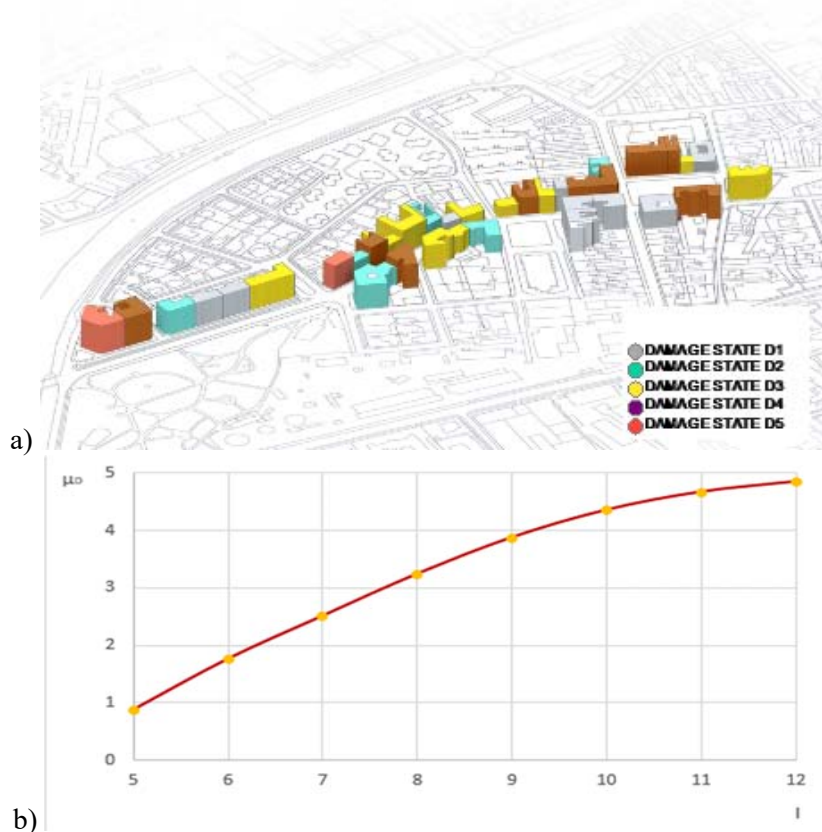 DAMAGE STATE D1
DAMAGE STATE D2
DAMAGE STATE D3
DAMAGE STATE D4
DAMAGE STATE D5
a)
μD
5
4
3
2
1
0
5 6 7 8 9 10 11 12
I
b)